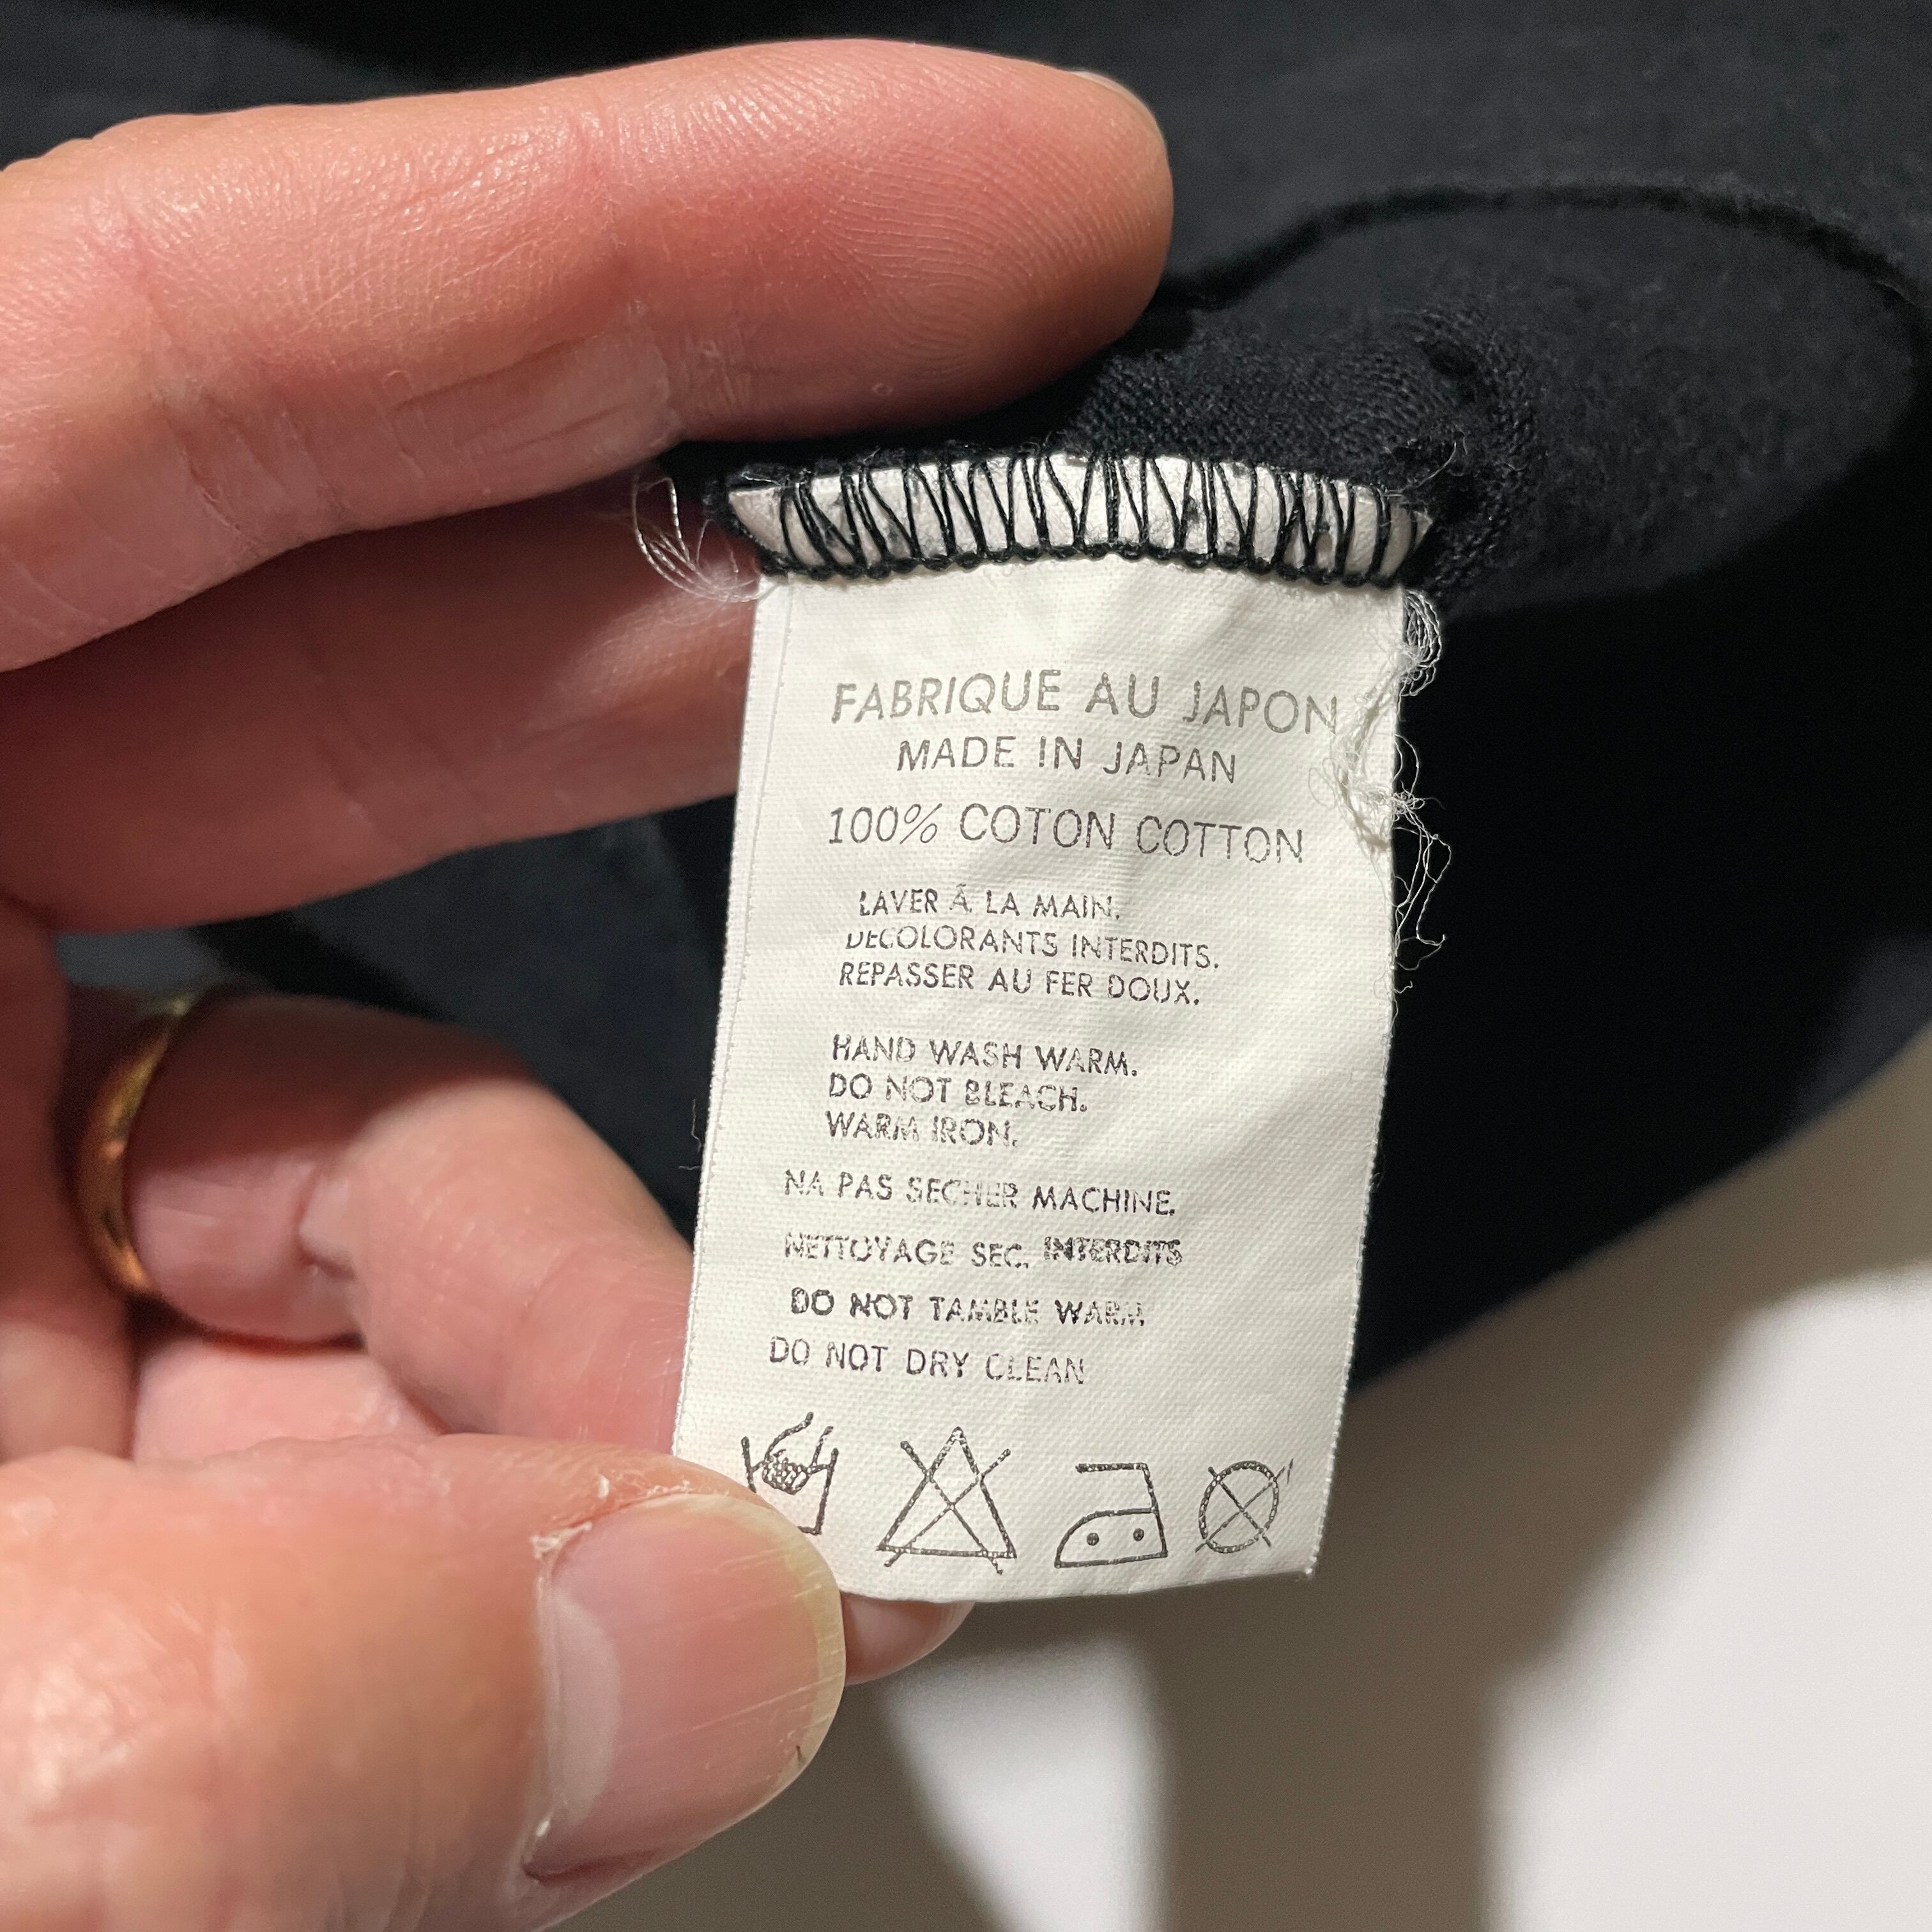 FABRIQUE AU JAPON
MADE IN JAPAN
100% COTON COTTON
LAVER Â LA MAIN.
DECOLORANTS INTERDITS.
REPASSER AU FER DOUX.
HAND WASH WARM.
DO NOT BLEACH.
WARM IRON.
NA PAS SECHER MACHINE.
NETTOYAGE SEC. INTERDITS
DO NOT TAMBLE WARM
DO NOT DRY CLEAN